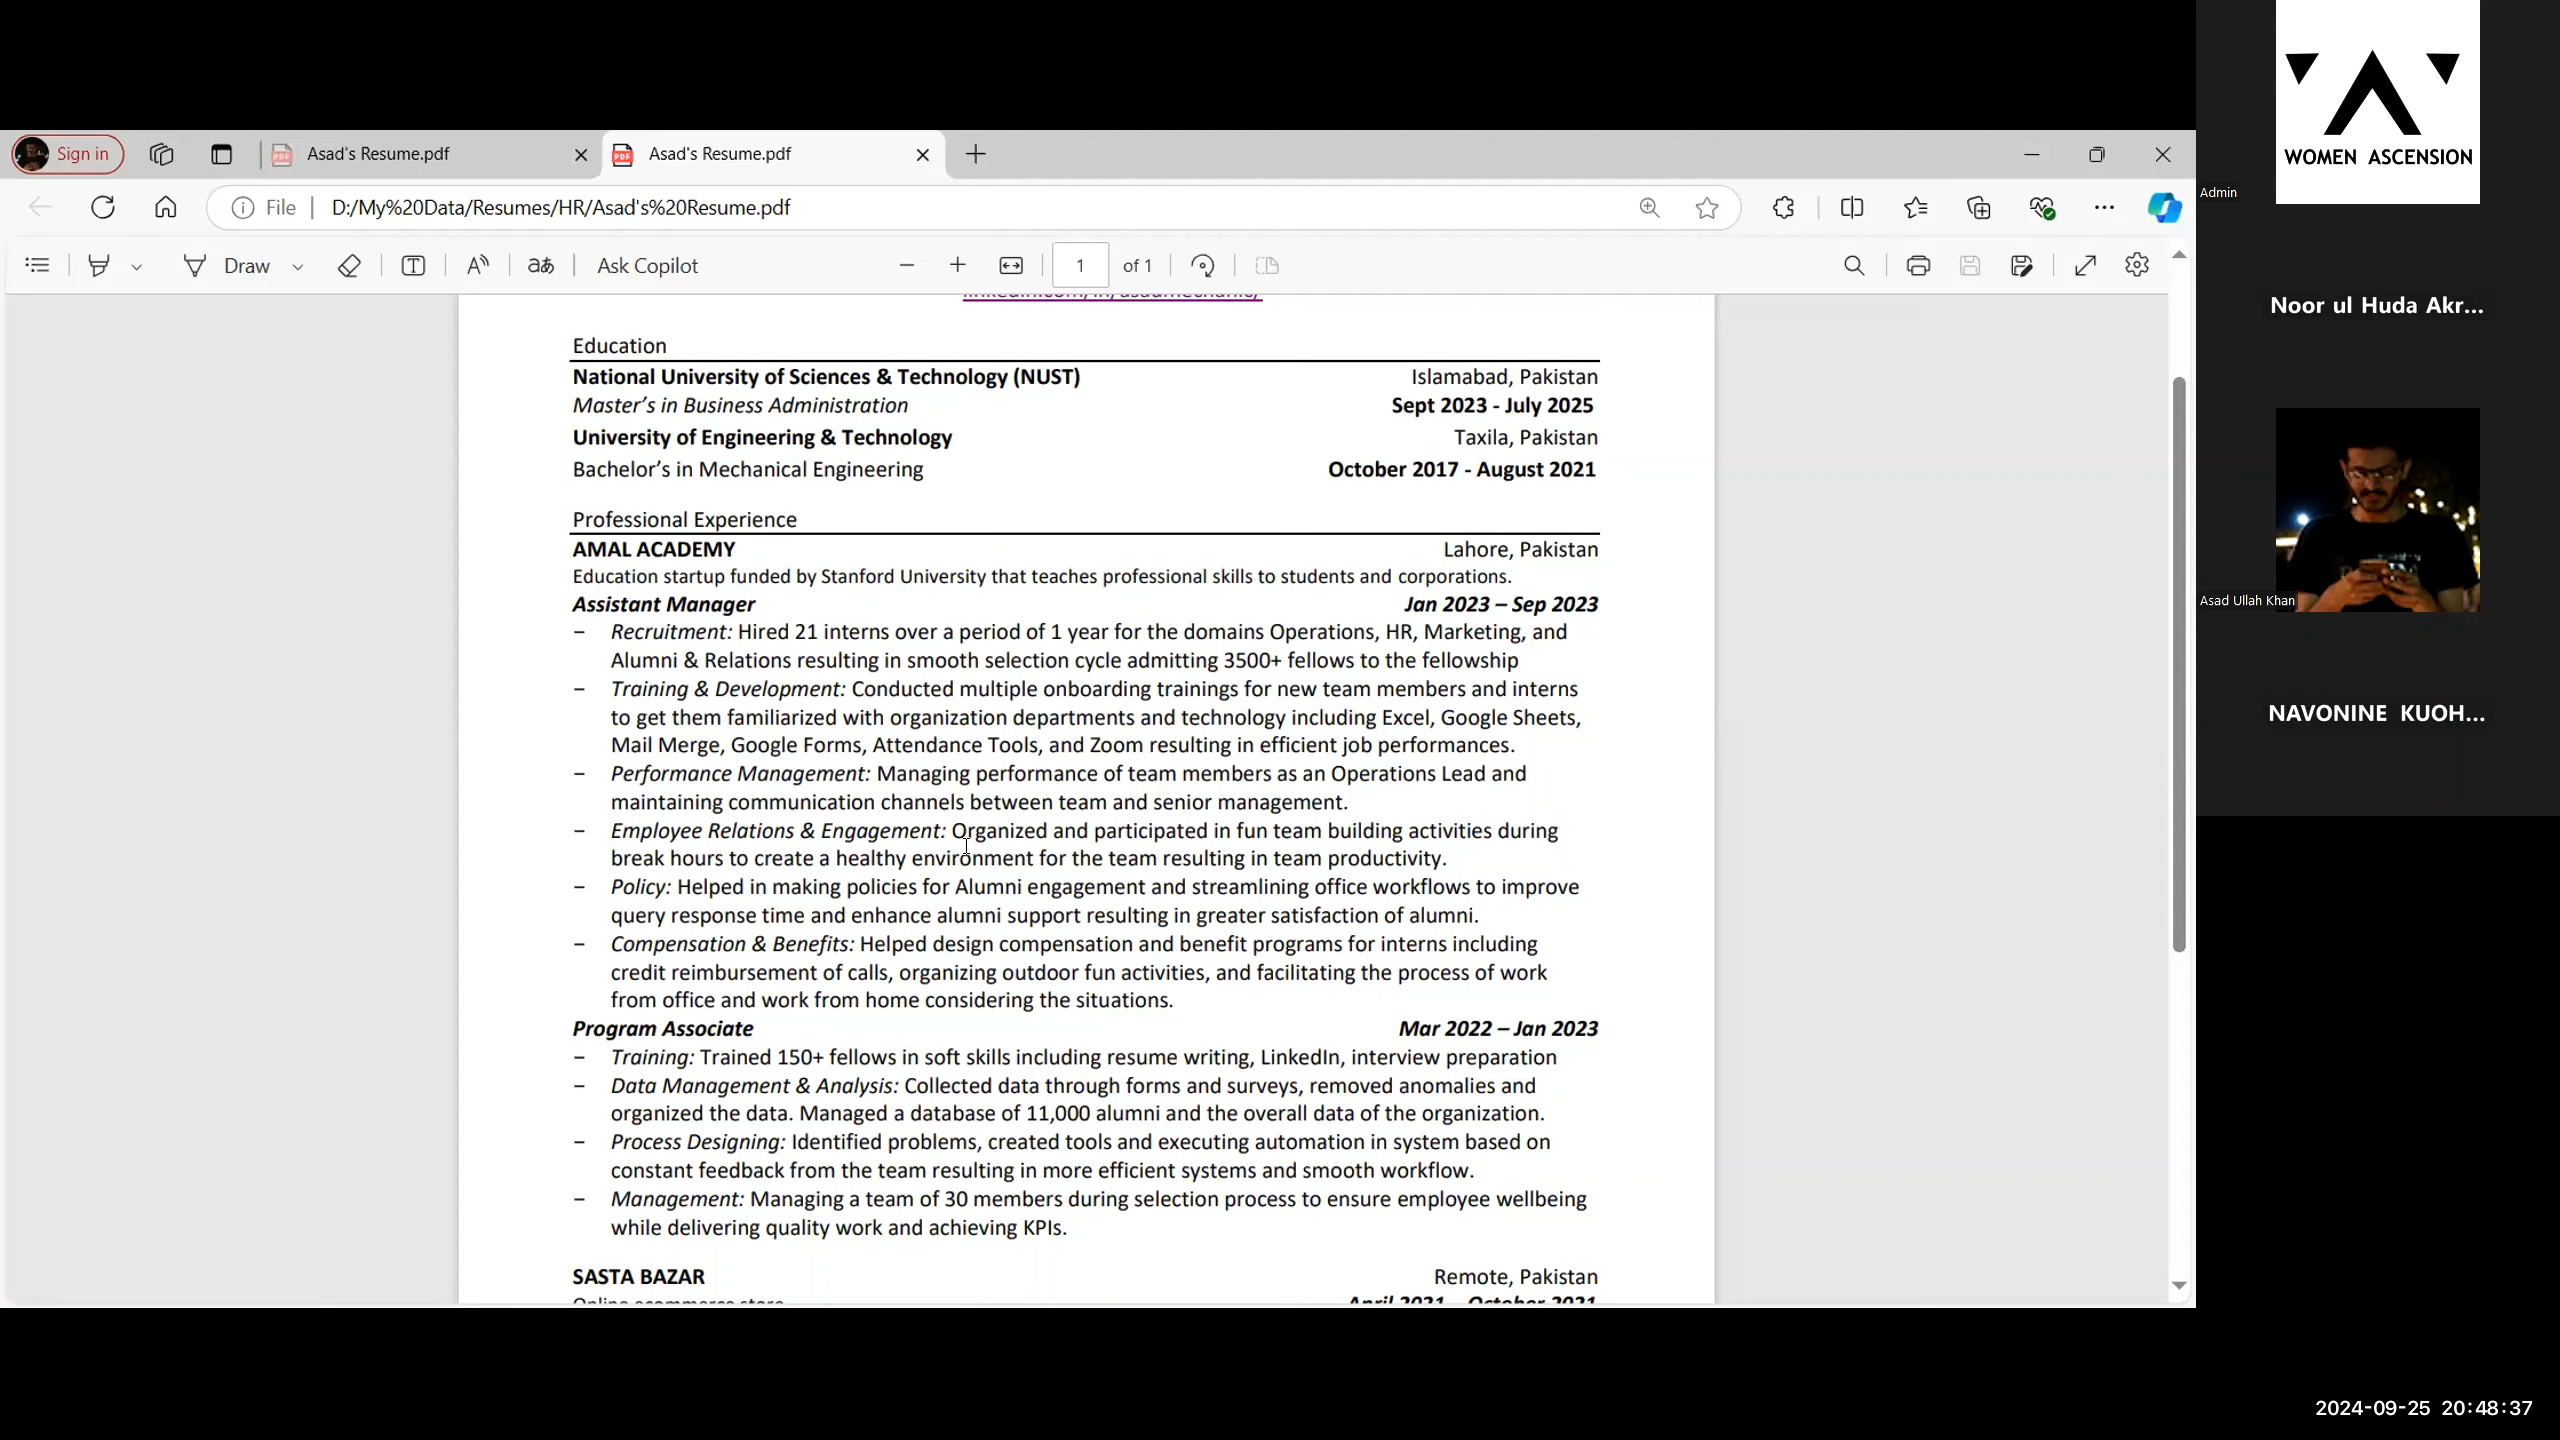 WOMEN ASCENSION
Admin
Sign in
Asad's Resume.pdf
Asad's Resume.pdf
File
D:/My%20Data/Resumes/HR/Asad's%20Resume.pdf
Draw
aあ
Ask Copilot
1 of 1
linkedin.com/in/asadmechanic/
Education
National University of Sciences & Technology (NUST) Islamabad, Pakistan
Master’s in Business Administration Sept 2023 - July 2025
University of Engineering & Technology Taxila, Pakistan
Bachelor’s in Mechanical Engineering October 2017 - August 2021
Professional Experience
AMAL ACADEMY Lahore, Pakistan
Education startup funded by Stanford University that teaches professional skills to students and corporations.
Assistant Manager Jan 2023 – Sep 2023
− Recruitment: Hired 21 interns over a period of 1 year for the domains Operations, HR, Marketing, and
Alumni & Relations resulting in smooth selection cycle admitting 3500+ fellows to the fellowship
− Training & Development: Conducted multiple onboarding trainings for new team members and interns
to get them familiarized with organization departments and technology including Excel, Google Sheets,
Mail Merge, Google Forms, Attendance Tools, and Zoom resulting in efficient job performances.
− Performance Management: Managing performance of team members as an Operations Lead and
maintaining communication channels between team and senior management.
− Employee Relations & Engagement: Organized and participated in fun team building activities during
break hours to create a healthy environment for the team resulting in team productivity.
− Policy: Helped in making policies for Alumni engagement and streamlining office workflows to improve
query response time and enhance alumni support resulting in greater satisfaction of alumni.
− Compensation & Benefits: Helped design compensation and benefit programs for interns including
credit reimbursement of calls, organizing outdoor fun activities, and facilitating the process of work
from office and work from home considering the situations.
Program Associate Mar 2022 – Jan 2023
− Training: Trained 150+ fellows in soft skills including resume writing, LinkedIn, interview preparation
− Data Management & Analysis: Collected data through forms and surveys, removed anomalies and
organized the data. Managed a database of 11,000 alumni and the overall data of the organization.
− Process Designing: Identified problems, created tools and executing automation in system based on
constant feedback from the team resulting in more efficient systems and smooth workflow.
− Management: Managing a team of 30 members during selection process to ensure employee wellbeing
while delivering quality work and achieving KPIs.
SASTA BAZAR Remote, Pakistan
Online ecommerce store April 2021 – October 2021
Noor ul Huda Akr...
Asad Ullah Khan
NAVONINE KUOH...
2024-09-25 20:48:37